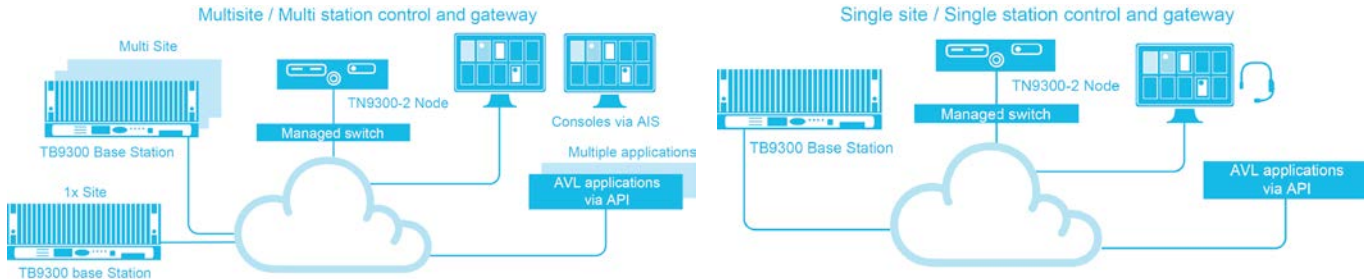 Multisite / Multi station control and gateway
Multi Site
TN9300-2 Node
Managed switch
Consoles via AIS
TB9300 Base Station
Multiple applications
AVL applications
via API
1x Site
TB9300 base Station
Single site / Single station control and gateway
TN9300-2 Node
Managed switch
TB9300 Base Station
AVL applications
via API